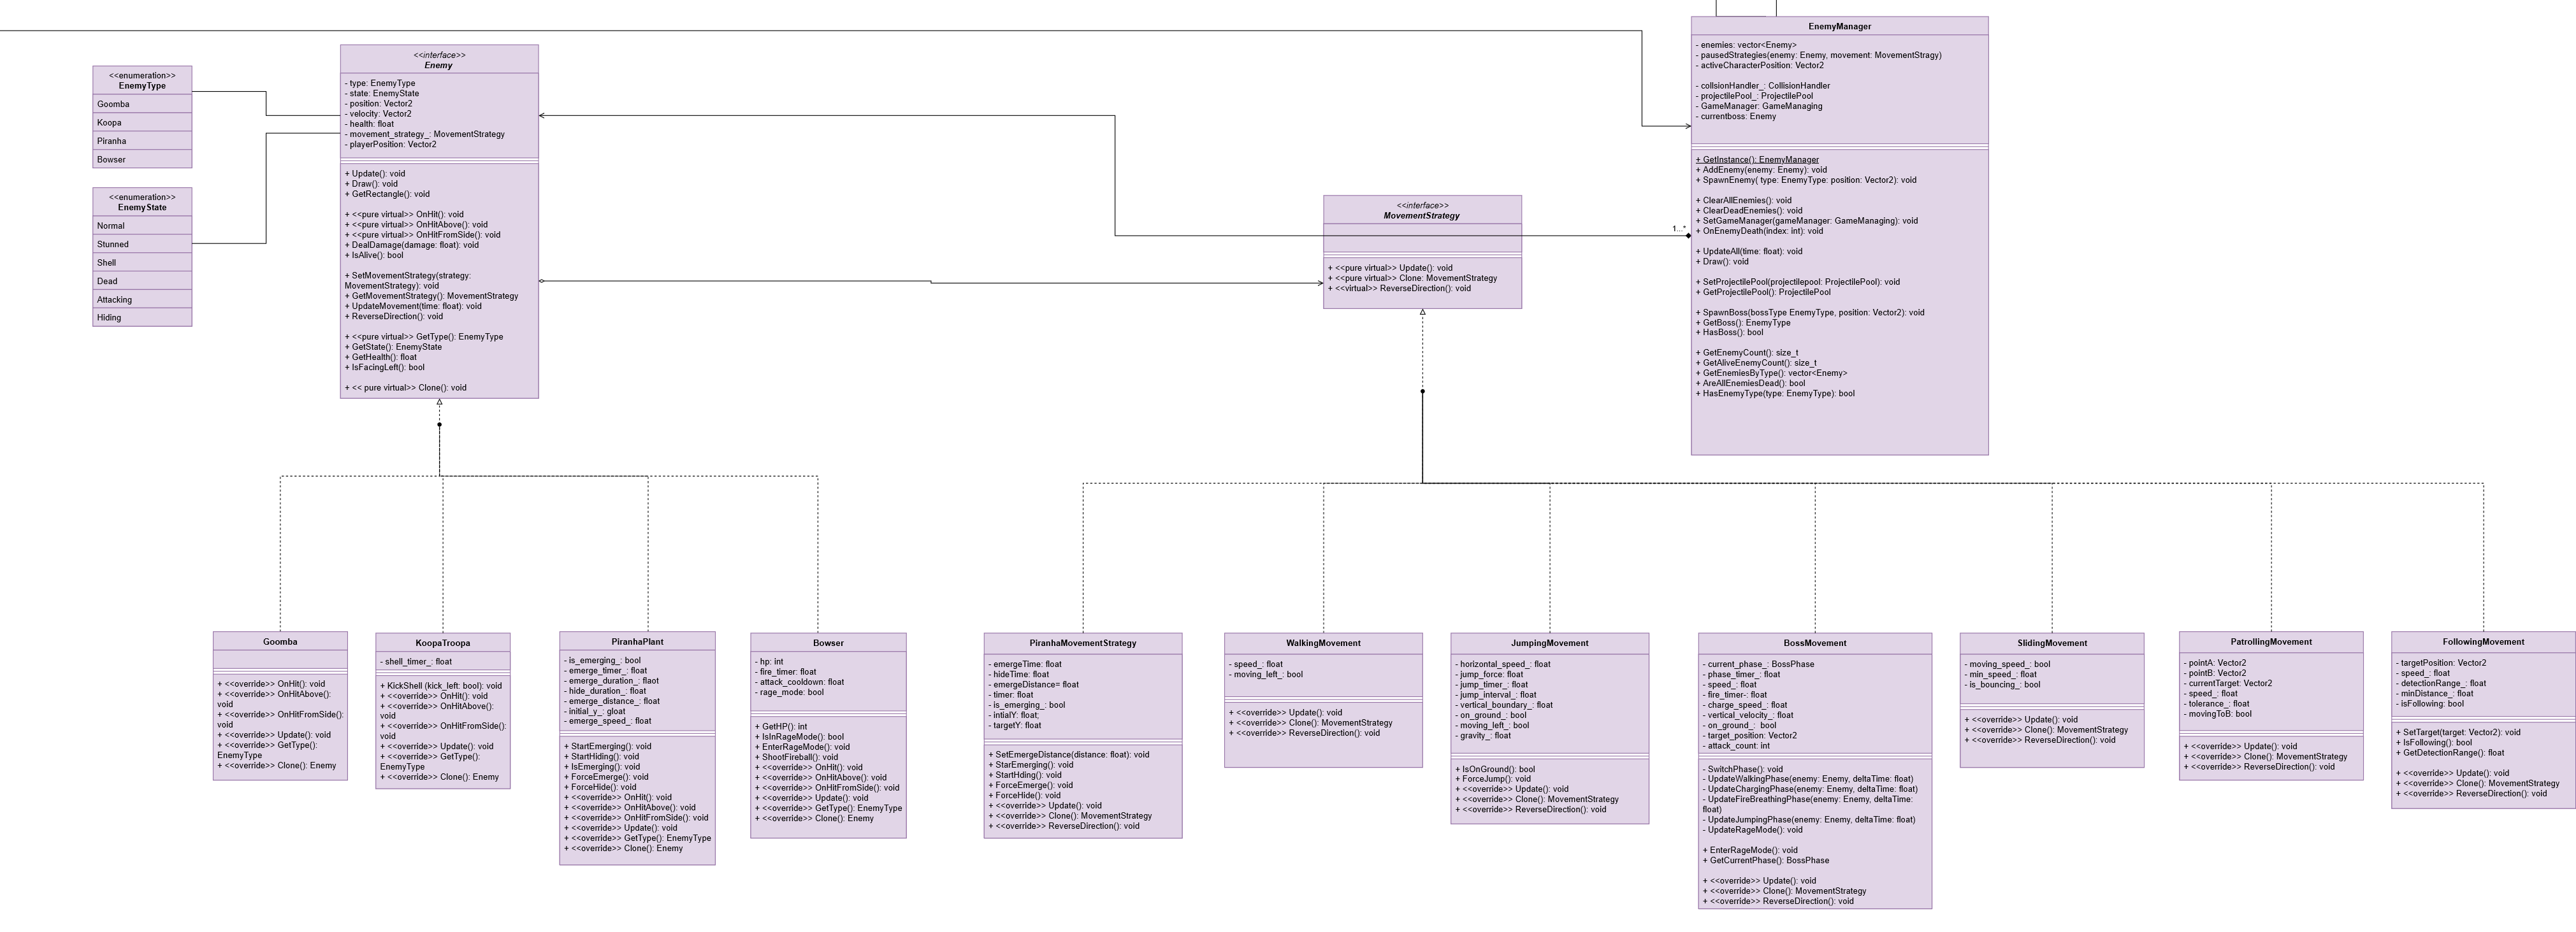 <<enumeration>>
EnemyType
Goomba
Koopa
Piranha
Bowser
<<enumeration>>
EnemyState
Normal
Stunned
Shell
Dead
Attacking
Hiding
<<interface>>
Enemy
- type: EnemyType
- state: EnemyState
- position: Vector2
- velocity: Vector2
- health: float
- movement_strategy_: MovementStrategy
- playerPosition: Vector2
+ Update(): void
+ Draw(): void
+ GetRectangle(): void
+ <<pure virtual>> OnHit(): void
+ <<pure virtual>> OnHitAbove(): void
+ <<pure virtual>> OnHitFromSide(): void
+ DealDamage(damage: float): void
+ IsAlive(): bool
+ SetMovementStrategy(strategy:
MovementStrategy): void
+ GetMovementStrategy(): MovementStrategy
+ UpdateMovement(time: float): void
+ ReverseDirection(): void
+ <<pure virtual>> GetType(): EnemyType
+ GetState(): EnemyState
+ GetHealth(): float
+ IsFacingLeft(): bool
+ << pure virtual>> Clone(): void
<<interface>>
MovementStrategy
+ <<pure virtual>> Update(): void
+ <<pure virtual>> Clone: MovementStrategy
+ <<virtual>> ReverseDirection(): void
1...*
EnemyManager
- enemies: vector<Enemy>
- pausedStrategies(enemy: Enemy, movement: MovementStragy)
- activeCharacterPosition: Vector2
- collsionHandler_: CollisionHandler
- projectilePool_: ProjectilePool
- GameManager: GameManaging
- currentboss: Enemy
+ GetInstance(): EnemyManager
+ AddEnemy(enemy: Enemy): void
+ SpawnEnemy( type: EnemyType: position: Vector2): void
+ ClearAllEnemies(): void
+ ClearDeadEnemies(): void
+ SetGameManager(gameManager: GameManaging): void
+ OnEnemyDeath(index: int): void
+ UpdateAll(time: float): void
+ Draw(): void
+ SetProjectilePool(projectilepool: ProjectilePool): void
+ GetProjectilePool(): ProjectilePool
+ SpawnBoss(bossType EnemyType, position: Vector2): void
+ GetBoss(): EnemyType
+ HasBoss(): bool
+ GetEnemyCount(): size_t
+ GetAliveEnemyCount(): size_t
+ GetEnemiesByType(): vector<Enemy>
+ AreAllEnemiesDead(): bool
+ HasEnemyType(type: EnemyType): bool
Goomba
+ <<override>> OnHit(): void
+ <<override>> OnHitAbove():
void
+ <<override>> OnHitFromSide():
void
+ <<override>> Update(): void
+ <<override>> GetType():
EnemyType
+ <<override>> Clone(): Enemy
KoopaTroopa
- shell_timer_: float
+ KickShell (kick_left: bool): void
+ <<override>> OnHit(): void
+ <<override>> OnHitAbove():
void
+ <<override>> OnHitFromSide():
void
+ <<override>> Update(): void
+ <<override>> GetType():
EnemyType
+ <<override>> Clone(): Enemy
PiranhaPlant
- is_emerging_: bool
- emerge_timer_: float
- emerge_duration_: flaot
- hide_duration_: float
- emerge_distance_: float
- initial_y_: gloat
- emerge_speed_: float
+ StartEmerging(): void
+ StartHiding(): void
+ IsEmerging(): void
+ ForceEmerge(): void
+ ForceHide(): void
+ <<override>> OnHit(): void
+ <<override>> OnHitAbove(): void
+ <<override>> OnHitFromSide(): void
+ <<override>> Update(): void
+ <<override>> GetType(): EnemyType
+ <<override>> Clone(): Enemy
Bowser
- hp: int
- fire_timer: float
- attack_cooldown: float
- rage_mode: bool
+ GetHP(): int
+ IsInRageMode(): bool
+ EnterRageMode(): void
+ ShootFireball(): void
+ <<override>> OnHit(): void
+ <<override>> OnHitAbove(): void
+ <<override>> OnHitFromSide(): void
+ <<override>> Update(): void
+ <<override>> GetType(): EnemyType
+ <<override>> Clone(): Enemy
PiranhaMovementStrategy
- emergeTime: float
- hideTime: float
- emergeDistance= float
- timer: float
- is_emerging_: bool
- intialY: float;
- targetY: float
+ SetEmergeDistance(distance: float): void
+ StarEmerging(): void
+ StartHding(): void
+ ForceEmerge(): void
+ ForceHide(): void
+ <<override>> Update(): void
+ <<override>> Clone(): MovementStrategy
+ <<override>> ReverseDirection(): void
WalkingMovement
- speed_: float
- moving_left_: bool
+ <<override>> Update(): void
+ <<override>> Clone(): MovementStrategy
+ <<override>> ReverseDirection(): void
JumpingMovement
- horizontal_speed_: float
- jump_force: float
- jump_timer_: float
- jump_interval_: float
- vertical_boundary_: float
- on_ground_: bool
- moving_left_: bool
- gravity_: float
+ IsOnGround(): bool
+ ForceJump(): void
+ <<override>> Update(): void
+ <<override>> Clone(): MovementStrategy
+ <<override>> ReverseDirection(): void
BossMovement
- current_phase_: BossPhase
- phase_timer_: float
- speed_: float
- fire_timer-: float
- charge_speed_: float
- vertical_velocity_: float
- on_ground_: bool
- target_position: Vector2
- attack_count: int
- SwitchPhase(): void
- UpdateWalkingPhase(enemy: Enemy, deltaTime: float)
- UpdateChargingPhase(enemy: Enemy, deltaTime: float)
- UpdateFireBreathingPhase(enemy: Enemy, deltaTime:
float)
- UpdateJumpingPhase(enemy: Enemy, deltaTime: float)
- UpdateRageMode(): void
+ EnterRageMode(): void
+ GetCurrentPhase(): BossPhase
+ <<override>> Update(): void
+ <<override>> Clone(): MovementStrategy
+ <<override>> ReverseDirection(): void
SlidingMovement
- moving_speed_: bool
- min_speed_: float
- is_bouncing_: bool
+ <<override>> Update(): void
+ <<override>> Clone(): MovementStrategy
+ <<override>> ReverseDirection(): void
PatrollingMovement
- pointA: Vector2
- pointB: Vector2
- currentTarget: Vector2
- speed_: float
- tolerance_: float
- movingToB: bool
+ <<override>> Update(): void
+ <<override>> Clone(): MovementStrategy
+ <<override>> ReverseDirection(): void
FollowingMovement
- targetPosition: Vector2
- speed_: float
- detectionRange_: float
- minDistance_: float
- isFollowing: bool
+ SetTarget(target: Vector2): void
+ IsFollowing(): bool
+ GetDetectionRange(): float
+ <<override>> Update(): void
+ <<override>> Clone(): MovementStrategy
+ <<override>> ReverseDirection(): void